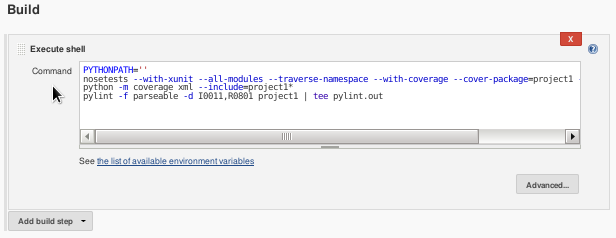 Build
X
Execute shell
Command
PYTHONPATH=''
nosetests --with-xunit --all-modules --traverse-namespace --with-coverage --cover-package=project1 -
python -m coverage xml --include=project1*
pylint -f parseable -d I0011,R0801 project1 | tee pylint.out
See the list of available environment variables
Advanced...
Add build step